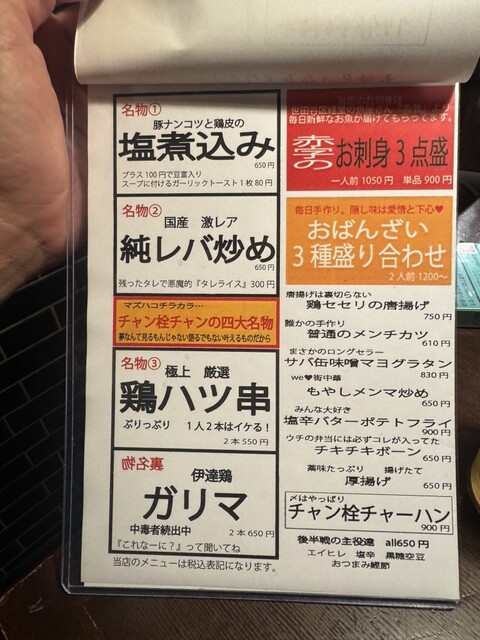 名物①
豚ナンコツと鶏皮の
塩煮込み
650円
プラス100円で豆富入り
スープに付けるガーリックトースト1枚80円
名物②
国産 激レア
純レバ炒め
650円
残ったタレで悪魔的『タレライス』300円
マズハコチラカラ…
チャン栓チャンの四大名物
夢なんて見るもんじゃない語るでもない叶えるものだから
名物③
極上 厳選
鶏ハツ串
ぷりっぷり 1人2本はイケる!
2本550円
裏名物
伊達鶏
ガリマ
中毒者続出中
2本650円
『これなーに?』って聞いてね
当店のメニューは税込表記になります。
毎日新鮮なお魚が届けてもらってます。
赤字の
お刺身3点盛
一人前1050円 単品900円
毎日手作り。隠し味は愛情と下心♥
おばんざい
3種盛り合わせ
2人前1200~
唐揚げは裏切らない
鶏セセリの唐揚げ
750円
誰かの手作り
普通のメンチカツ
610円
まさかのロングセラー
サバ缶味噌マヨグラタン
830円
we♥街中華
もやしメンマ炒め
650円
みんな大好き
塩辛バターポテトフライ
900円
ウチの弁当には必ずコレが入ってた
チキチキボーン
650円
薬味たっぷり 揚げたて
厚揚げ
650円
〆はやっぱり
チャン栓チャーハン
900円
後半戦の主役達 all650円
エイヒレ 塩辛 黒糖空豆
おつまみ鰹節